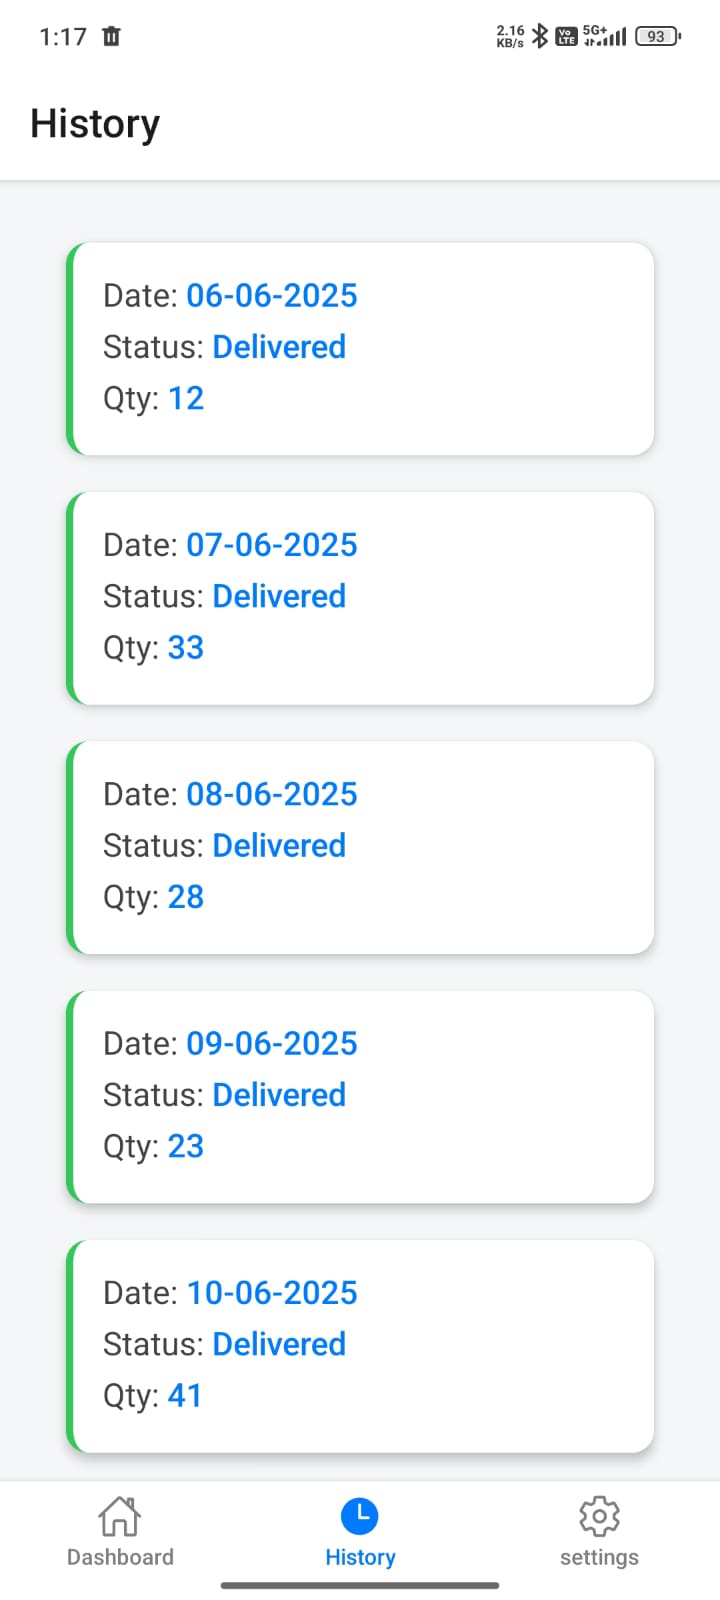 1:17
2.16
KB/s
Vo
LTE
5G+
93
History
Date: 06-06-2025
Status: Delivered
Qty: 12
Date: 07-06-2025
Status: Delivered
Qty: 33
Date: 08-06-2025
Status: Delivered
Qty: 28
Date: 09-06-2025
Status: Delivered
Qty: 23
Date: 10-06-2025
Status: Delivered
Qty: 41
Dashboard
History
settings